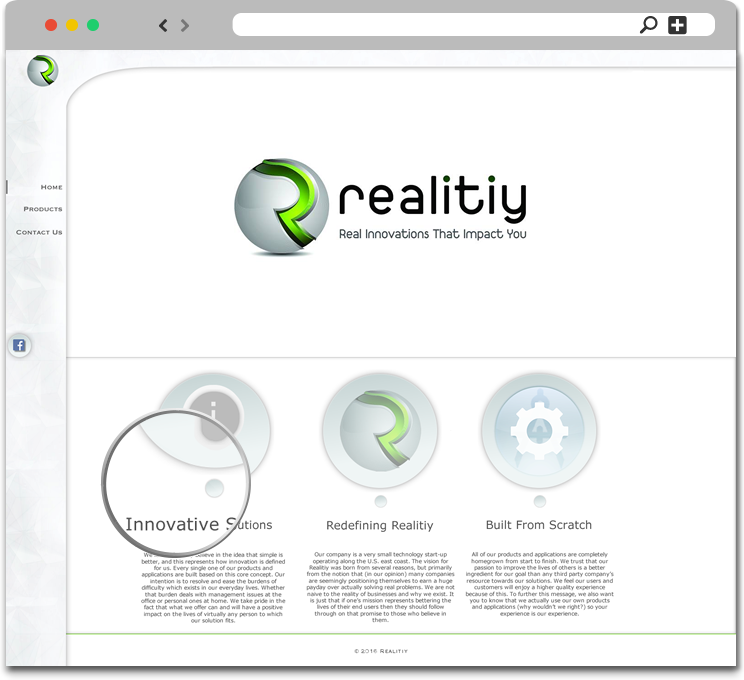 Home
Products
Contact Us
realitiy
Real Innovations That Impact You
Innovative S utions
Redefining Realitiy
Built From Scratch
We believe in the idea that simple is
better, and this represents how innovation is defined
for us. Every single one of our products and
applications are built based on this core concept. Our
intention is to resolve and ease the burdens of
difficulty which exists in our everyday lives. Whether
that burden deals with management issues at the
office or personal ones at home. We take pride in the
fact that what we offer can and will have a positive
impact on the lives of virtually any person to which
our solution fits.
Our company is a very small technology start-up
operating along the U.S. east coast. The vision for
Realitiy was born from several reasons, but primarily
from the notion that (in our opinion) many companies
are seemingly positioning themselves to earn a huge
payday over actually solving real problems. We are not
naive to the reality of businesses and why we exist. It
is just that if one's mission represents bettering the
lives of their end users then they should follow
through on that promise to those who believe in
them.
All of our products and applications are completely
homegrown from start to finish. We trust that our
passion to improve the lives of others is a better
ingredient for our goal than any third party company's
resource towards our solutions. We feel our users and
customers will enjoy a higher quality experience
because of this. To further this message, we also want
you to know that we actually use our own products
and applications (why wouldn't we right?) so your
experience is our experience.
© 2016 Realitiy